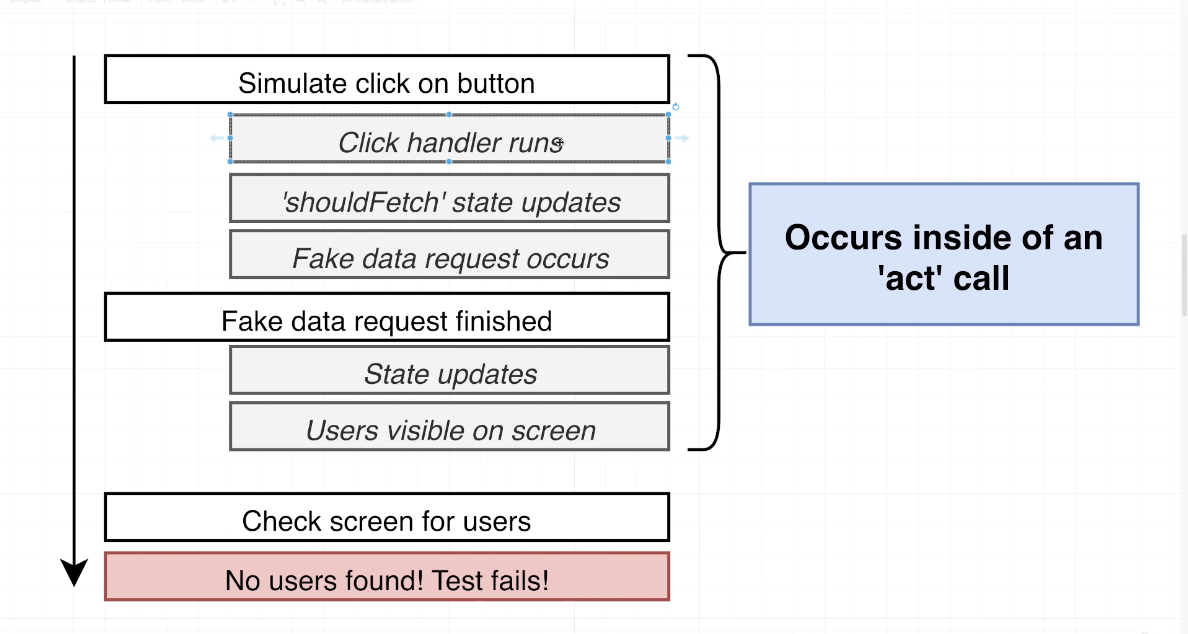 Simulate click on button
Click handler runs
'shouldFetch' state updates
Fake data request occurs
Fake data request finished
State updates
Users visible on screen
Occurs inside of an
'act' call
Check screen for users
No users found! Test fails!